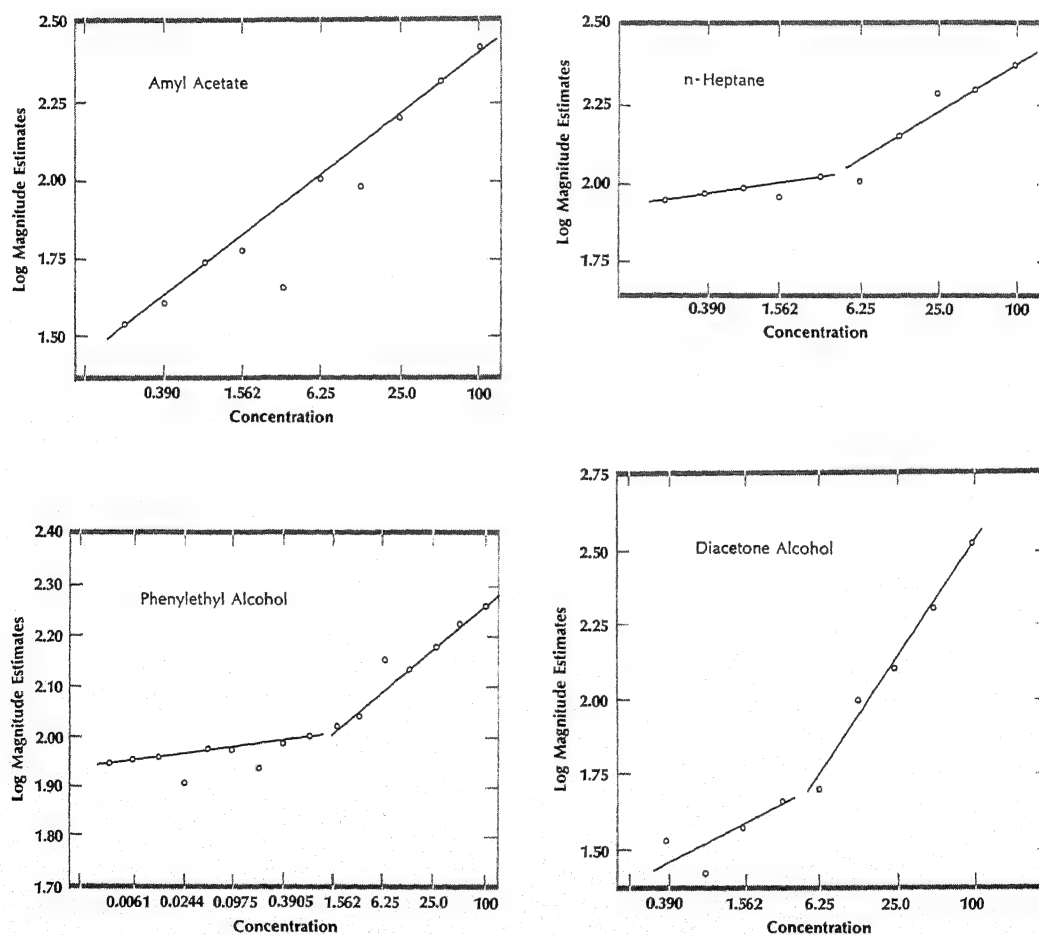 Amyl Acetate
Log Magnitude Estimates
2.50
2.25
2.00
1.75
1.50
0.390 1.562 6.25 25.0 100
Concentration
n-Heptane
Log Magnitude Estimates
2.50
2.25
2.00
1.75
0.390 1.562 6.25 25.0 100
Concentration
Phenylethyl Alcohol
Log Magnitude Estimates
2.40
2.30
2.20
2.10
2.00
1.90
1.80
1.70
0.0061 0.0244 0.0975 0.3905 1.562 6.25 25.0 100
Concentration
Diacetone Alcohol
Log Magnitude Estimates
2.75
2.50
2.25
2.00
1.75
1.50
0.390 1.562 6.25 25.0 100
Concentration